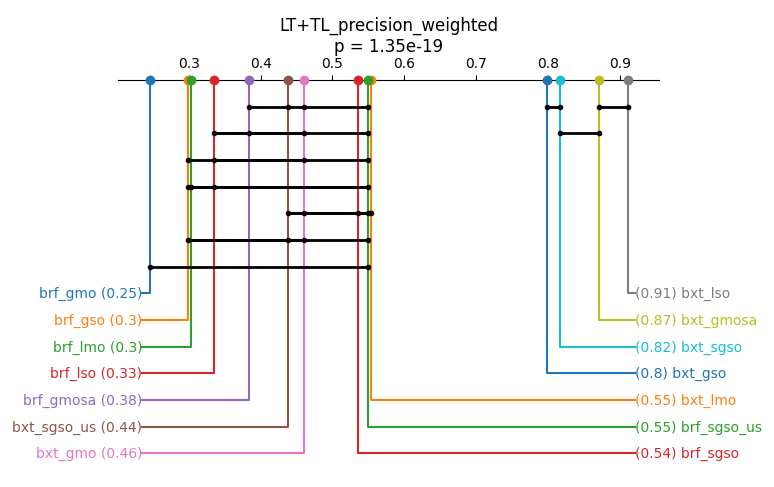 LT+TL_precision_weighted
p = 1.35e-19
0.3 0.4 0.5 0.6 0.7 0.8 0.9
brf_gmo (0.25) (0.91) bxt_lso
brf_gso (0.3) (0.87) bxt_gmosa
brf_lmo (0.3) (0.82) bxt_sgso
brf_lso (0.33) (0.8) bxt_gso
brf_gmosa (0.38) (0.55) bxt_lmo
bxt_sgso_us (0.44) (0.55) brf_sgso_us
bxt_gmo (0.46) (0.54) brf_sgso